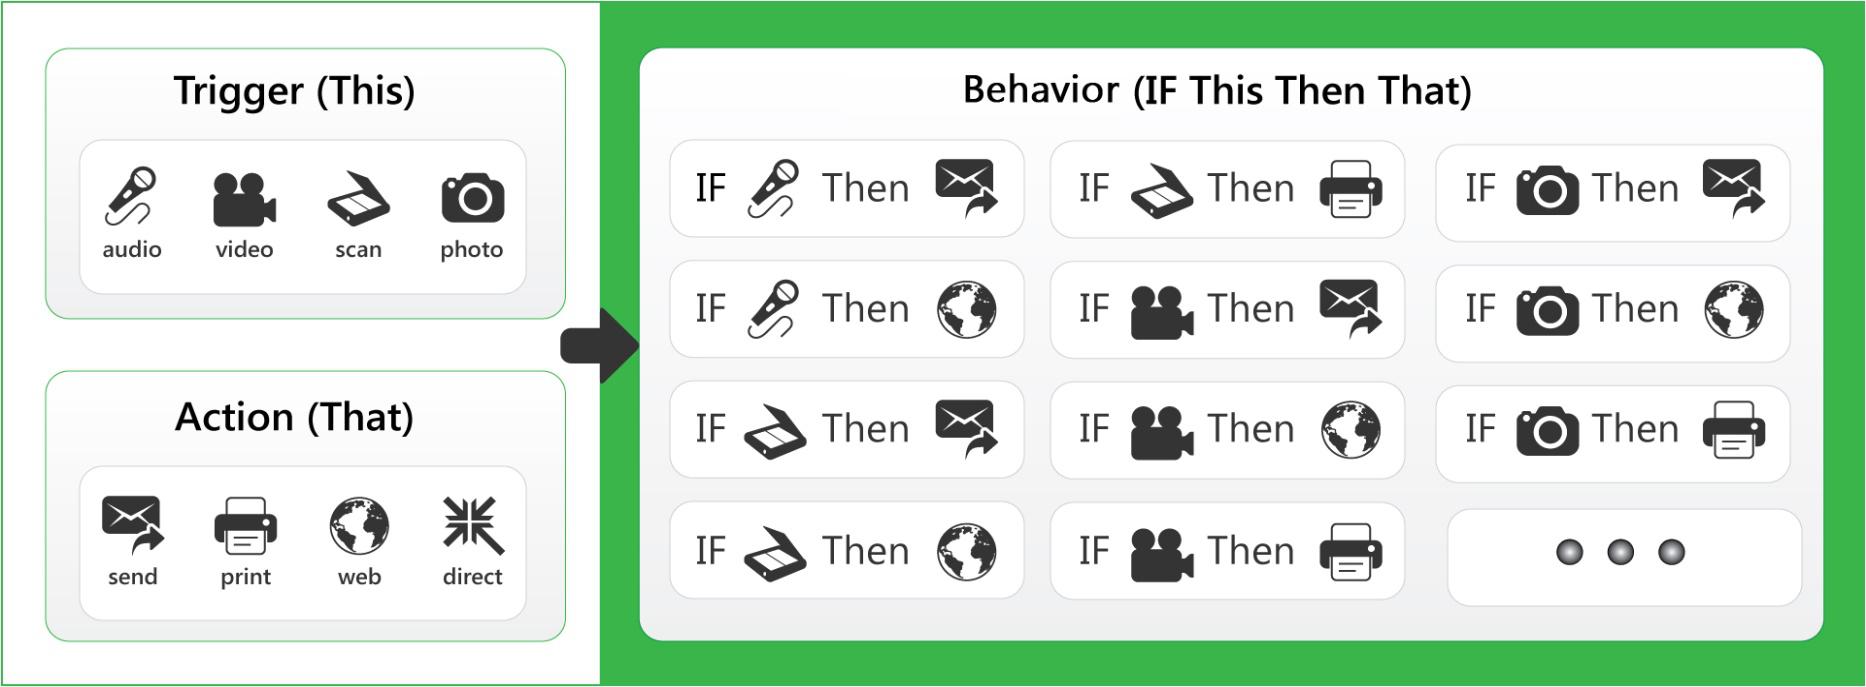 Trigger (This)
audio video scan photo
Action (That)
send print web direct
Behavior (IF This Then That)
IF Then IF Then IF Then
IF Then IF Then IF Then
IF Then IF Then IF Then
IF Then IF Then